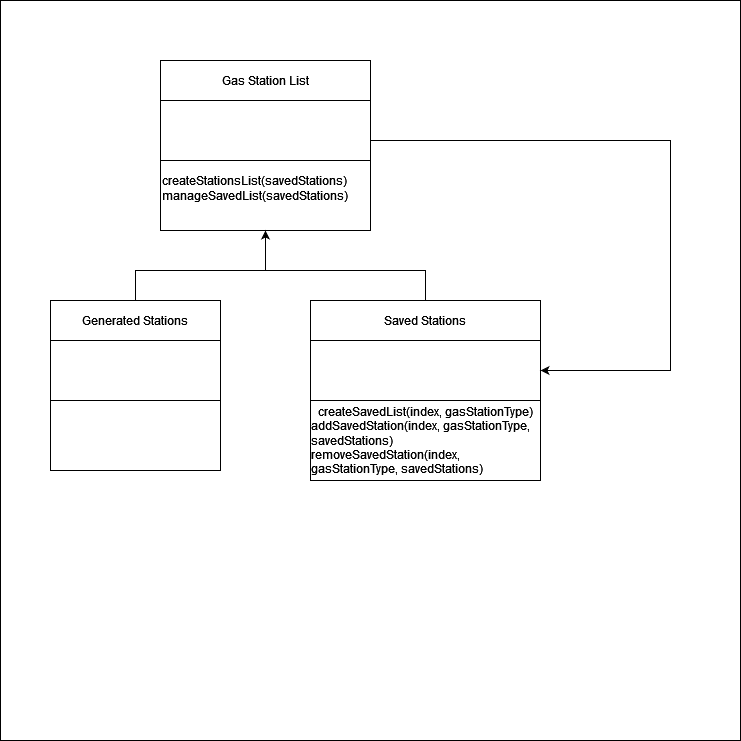 Gas Station List
createStationsList(savedStations)
manageSavedList(savedStations)
Generated Stations
Saved Stations
createSavedList(index, gasStationType)
addSavedStation(index, gasStationType,
savedStations)
removeSavedStation(index,
gasStationType, savedStations)